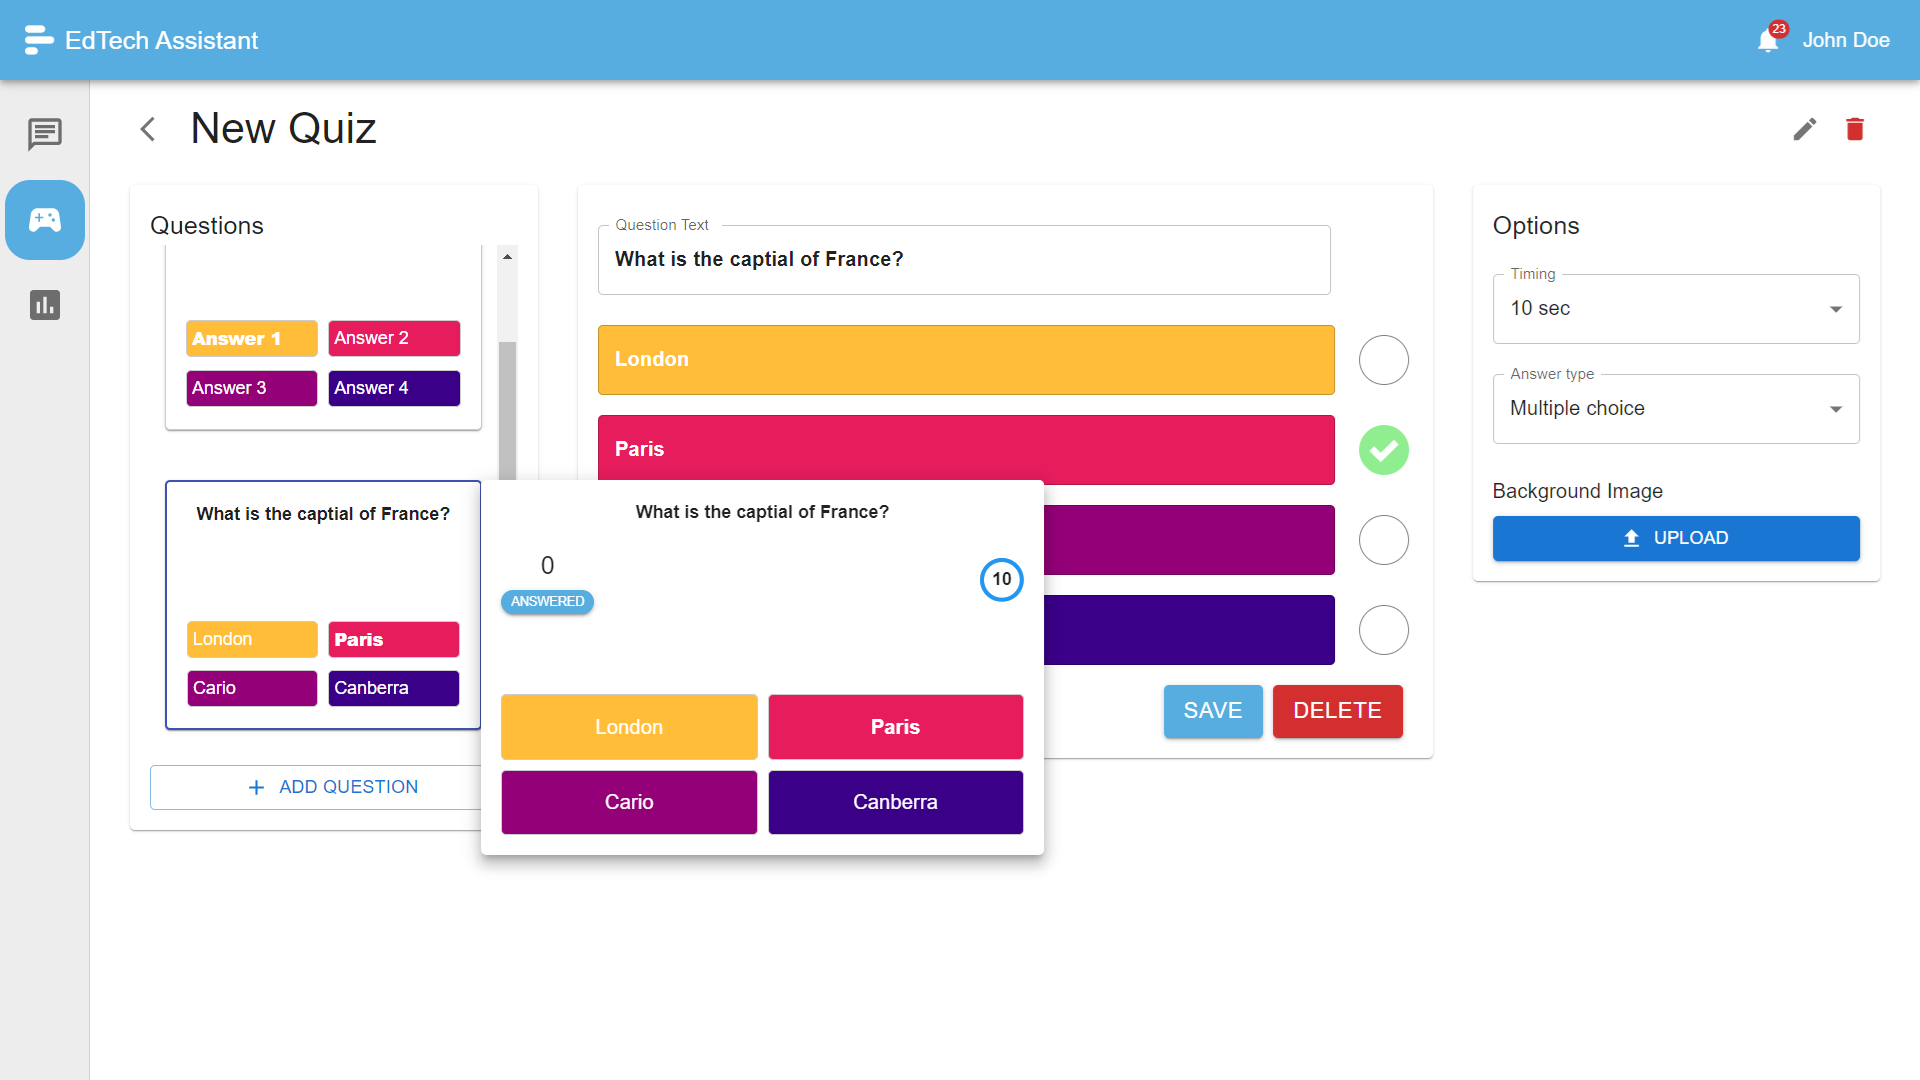 EdTech Assistant
23
John Doe
New Quiz
Questions
Answer 1
Answer 2
Answer 3
Answer 4
What is the captial of France?
London
Paris
Cario
Canberra
ADD QUESTION
Question Text
What is the captial of France?
London
Paris
SAVE
DELETE
What is the captial of France?
0
ANSWERED
10
London
Paris
Cario
Canberra
Options
Timing
10 sec
Answer type
Multiple choice
Background Image
UPLOAD